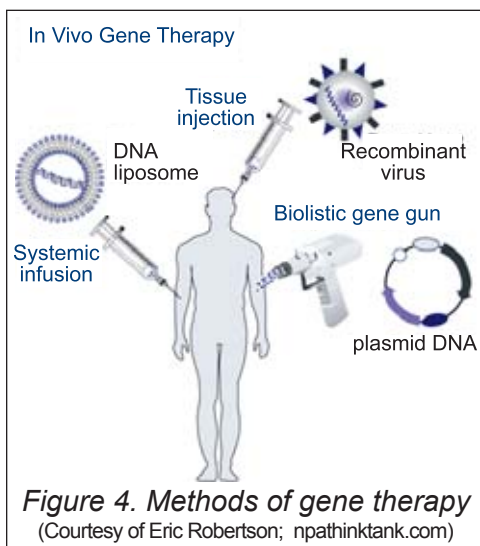 In Vivo Gene Therapy
Tissue
injection
DNA
liposome
Recombinant
virus
Systemic
infusion
Biolistic gene gun
plasmid DNA
Figure 4. Methods of gene therapy
(Courtesy of Eric Robertson; npathinktank.com)